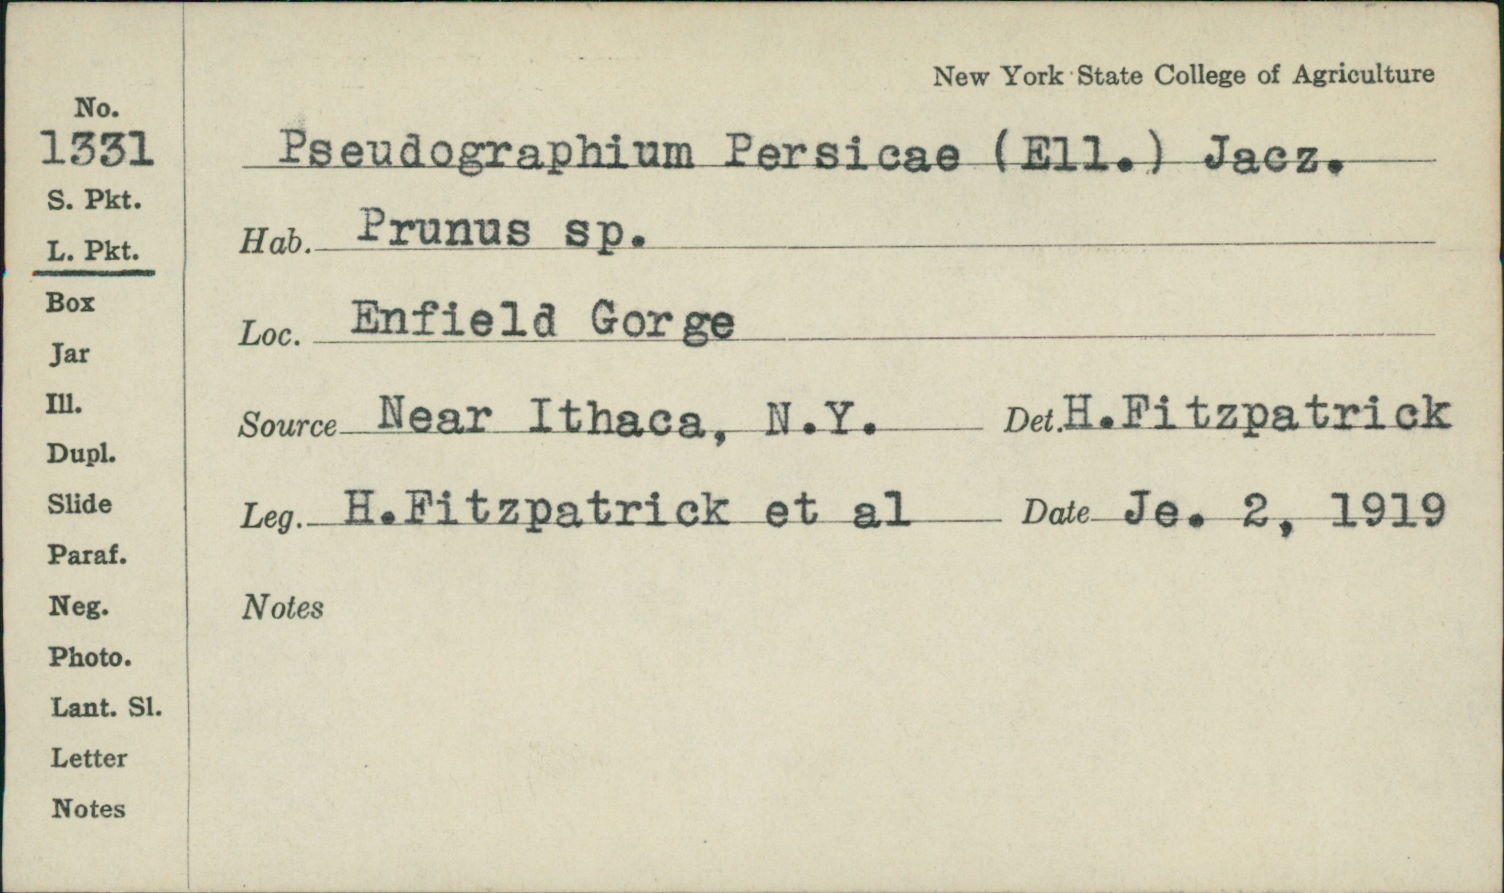 New York State College of Agriculture
No.
1331
S. Pkt.
L. Pkt.
Box
Jar
Ill.
Dupl.
Slide
Paraf.
Neg.
Photo.
Lant. Sl.
Letter
Notes
Pseudographium Persicae (Ell.) Jacz.
Hab. Prunus sp.
Loc. Enfield Gorge
Source Near Ithaca, N.Y. Det. H.Fitzpatrick
Leg. H.Fitzpatrick et al Date Je. 2, 1919
Notes